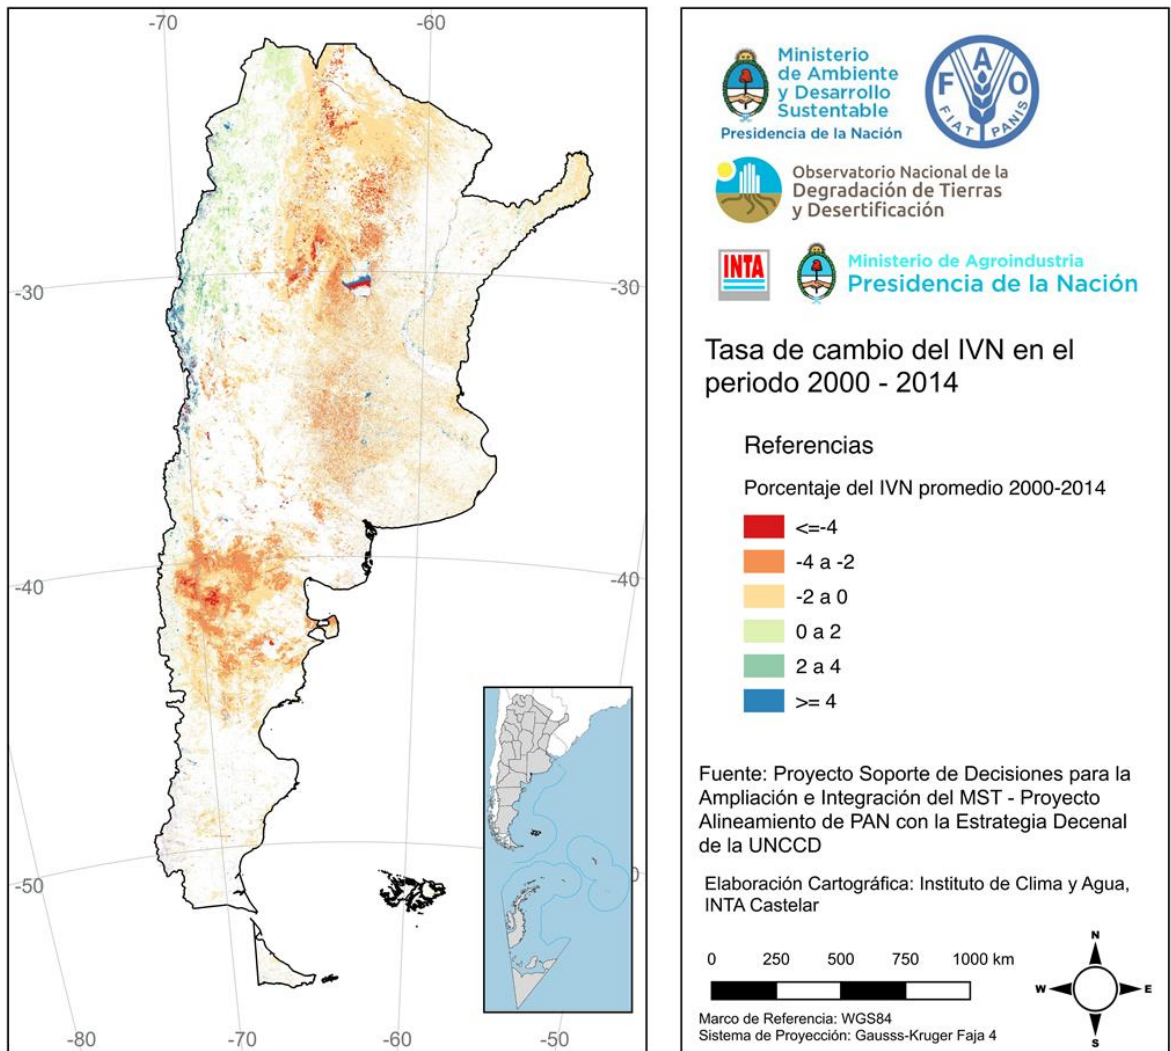 -70
-60
-30
-30
-40
-40
-50
0
-80
-70
-60
-50
Ministerio
de Ambiente
y Desarrollo
Sustentable
Presidencia de la Nación
F A O
FIAT PANIS
Observatorio Nacional de la
Degradación de Tierras
y Desertificación
INTA
Ministerio de Agroindustria
Presidencia de la Nación
Tasa de cambio del IVN en el
periodo 2000 - 2014
Referencias
Porcentaje del IVN promedio 2000-2014
<=-4
-4 a -2
-2 a 0
0 a 2
2 a 4
>= 4
Fuente: Proyecto Soporte de Decisiones para la
Ampliación e Integración del MST - Proyecto
Alineamiento de PAN con la Estrategia Decenal
de la UNCCD
Elaboración Cartográfica: Instituto de Clima y Agua,
INTA Castelar
0 250 500 750 1000 km
Marco de Referencia: WGS84
Sistema de Proyección: Gausss-Kruger Faja 4
N
W E
S